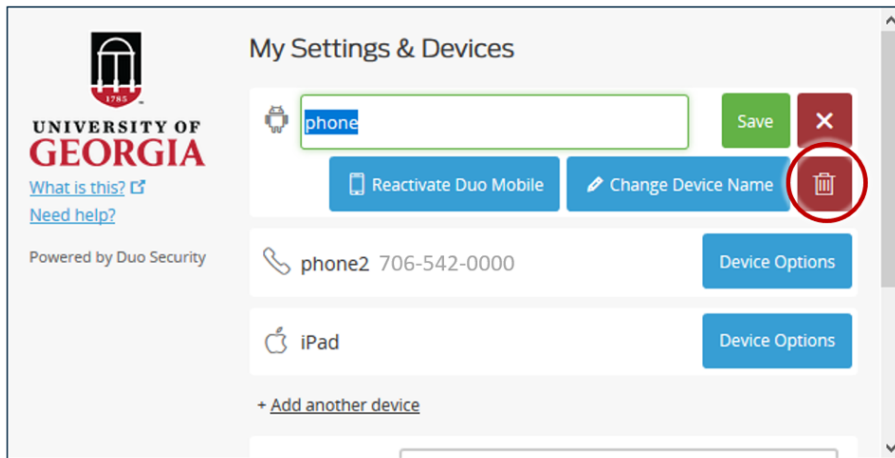 My Settings & Devices
1785
UNIVERSITY OF
GEORGIA
What is this?
Need help?
Powered by Duo Security
phone
Save
Reactivate Duo Mobile
Change Device Name
phone2 706-542-0000
Device Options
iPad
Device Options
+ Add another device